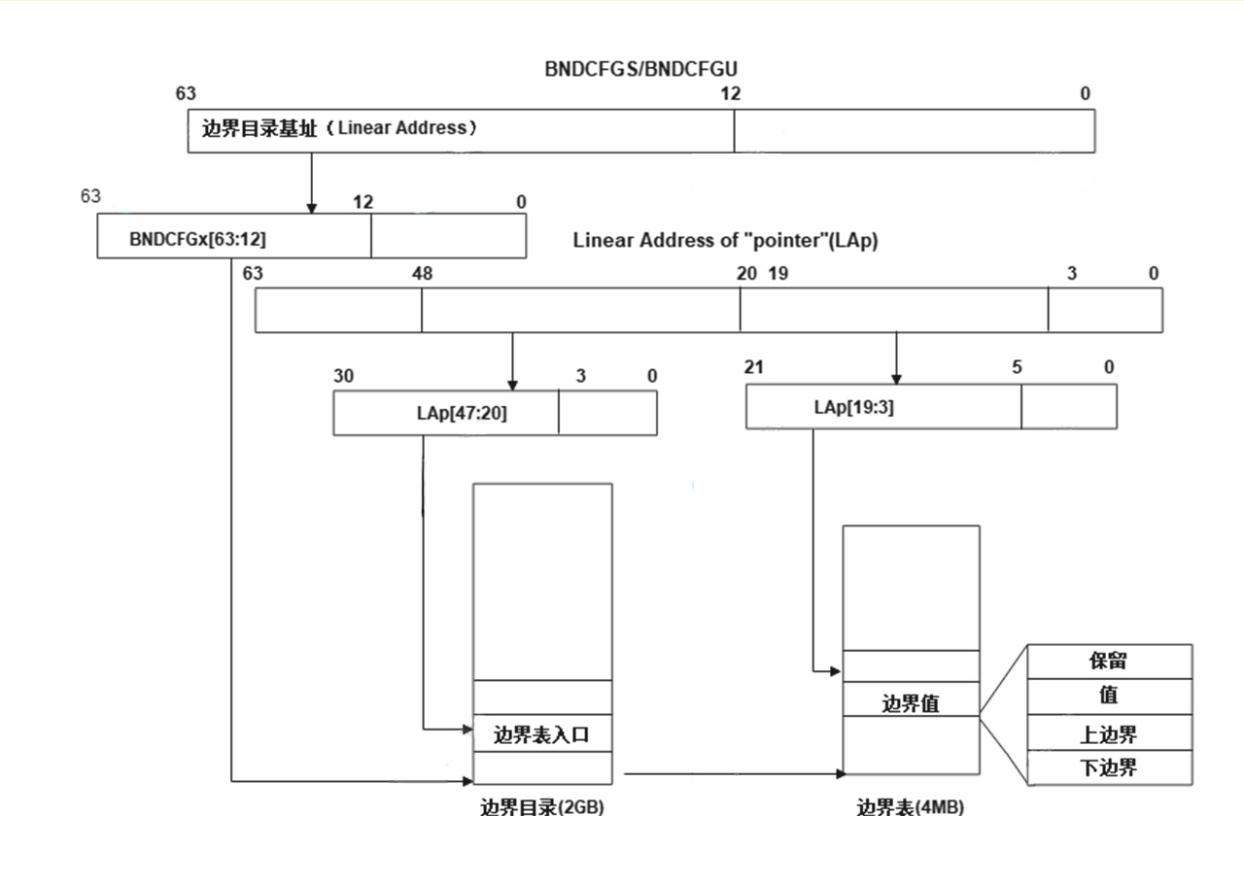 BNDCFGS/BNDCFGU
63 12 0
边界目录基址（Linear Address）
63 12 0
BNDCFGx[63:12]
Linear Address of "pointer"(LAp)
63 48 20 19 3 0
30 3 0
LAp[47:20]
21 5 0
LAp[19:3]
边界表入口
边界值
保留
值
上边界
下边界
边界目录(2GB)
边界表(4MB)